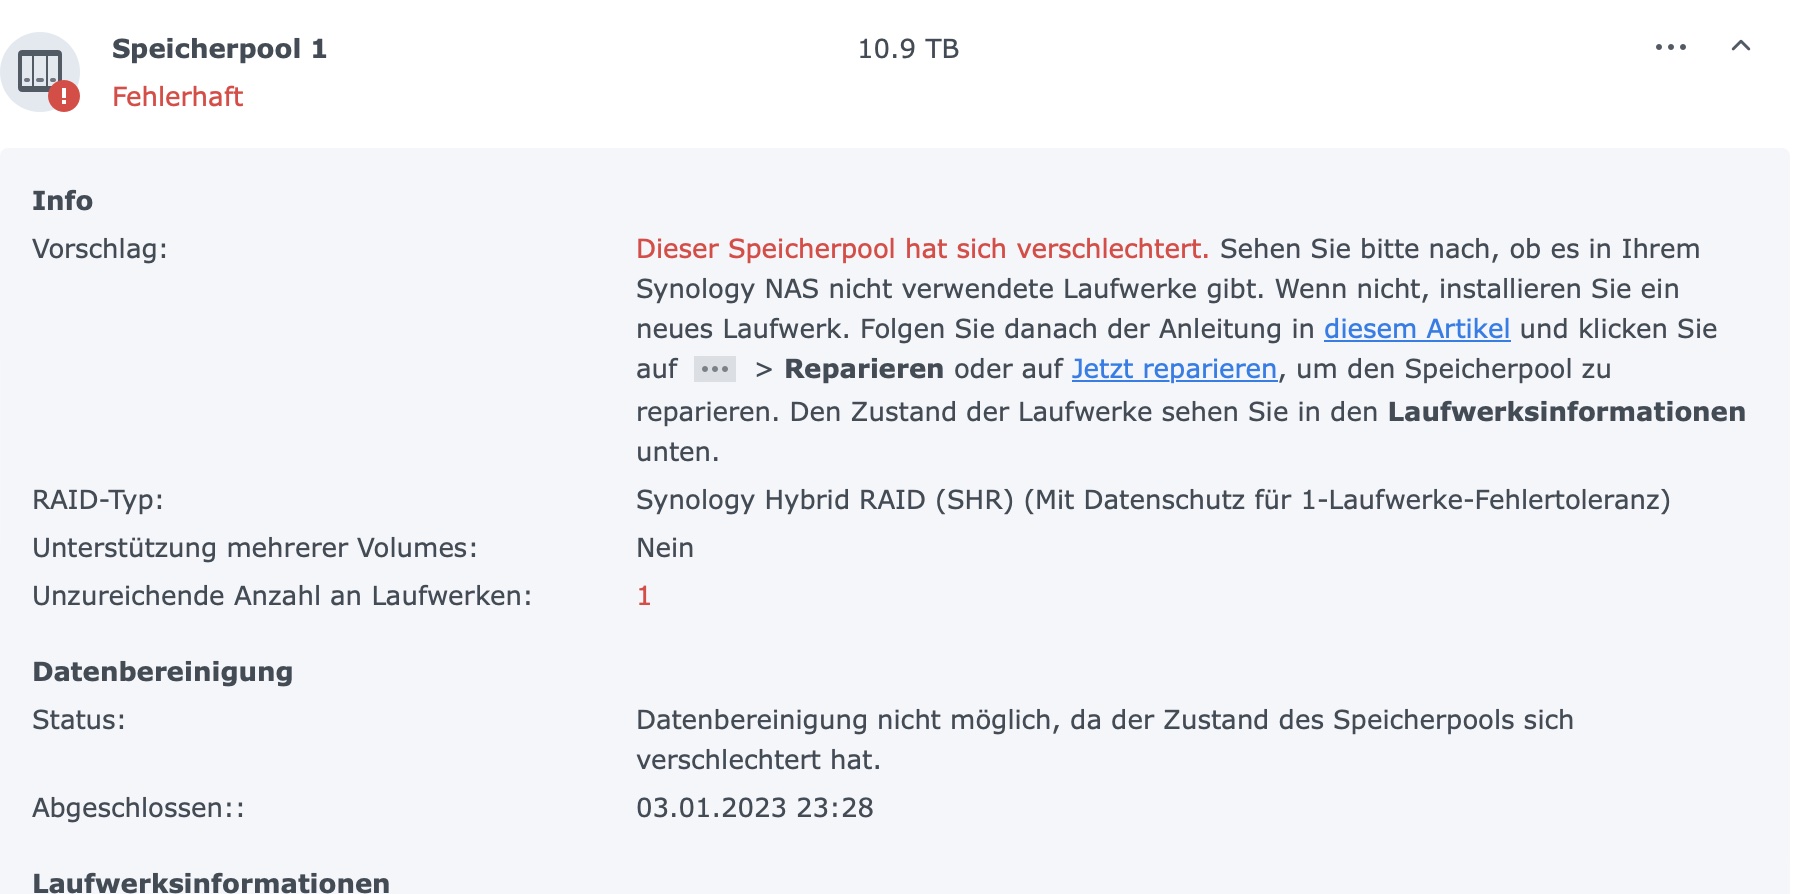 Speicherpool 1
10.9 TB
Fehlerhaft
Info
Vorschlag:
Dieser Speicherpool hat sich verschlechtert. Sehen Sie bitte nach, ob es in Ihrem
Synology NAS nicht verwendete Laufwerke gibt. Wenn nicht, installieren Sie ein
neues Laufwerk. Folgen Sie danach der Anleitung in diesem Artikel und klicken Sie
auf ••• > Reparieren oder auf Jetzt reparieren, um den Speicherpool zu
reparieren. Den Zustand der Laufwerke sehen Sie in den Laufwerksinformationen
unten.
RAID-Typ:
Synology Hybrid RAID (SHR) (Mit Datenschutz für 1-Laufwerke-Fehlertoleranz)
Unterstützung mehrerer Volumes:
Nein
Unzureichende Anzahl an Laufwerken:
1
Datenbereinigung
Status:
Datenbereinigung nicht möglich, da der Zustand des Speicherpools sich
verschlechtert hat.
Abgeschlossen::
03.01.2023 23:28
Laufwerksinformationen